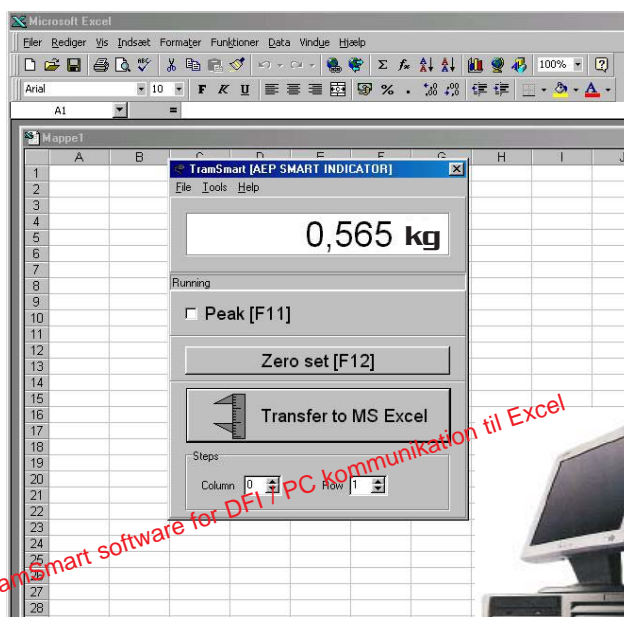 Microsoft Excel
Filer Rediger Vis Indsæt Formater Funktioner Data Vindue Hjælp
100%
Arial 10 F K U
A1 =
Mappe1
A B C D E F G H I J
TramSmart [AEP SMART INDICATOR]
File Tools Help
0,565 kg
Running
Peak [F11]
Zero set [F12]
Transfer to MS Excel
Steps
Column 0 Row 1
TramSmart software for DFI / PC kommunikation til Excel
1
2
3
4
5
6
7
8
9
10
11
12
13
14
15
16
17
18
19
20
21
22
23
24
25
26
27
28